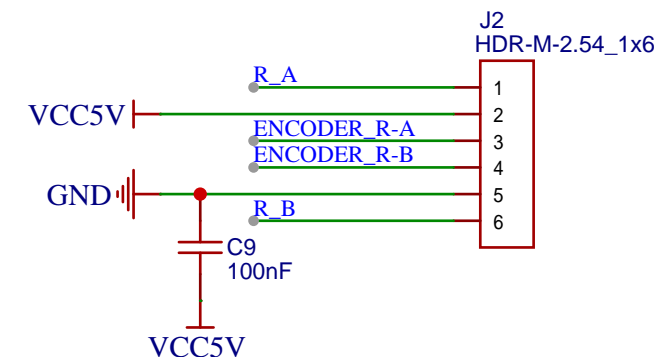 J2
HDR-M-2.54_1x6
R_A
1
VCC5V
2
ENCODER_R-A
3
ENCODER_R-B
4
GND
5
R_B
6
C9
100nF
VCC5V